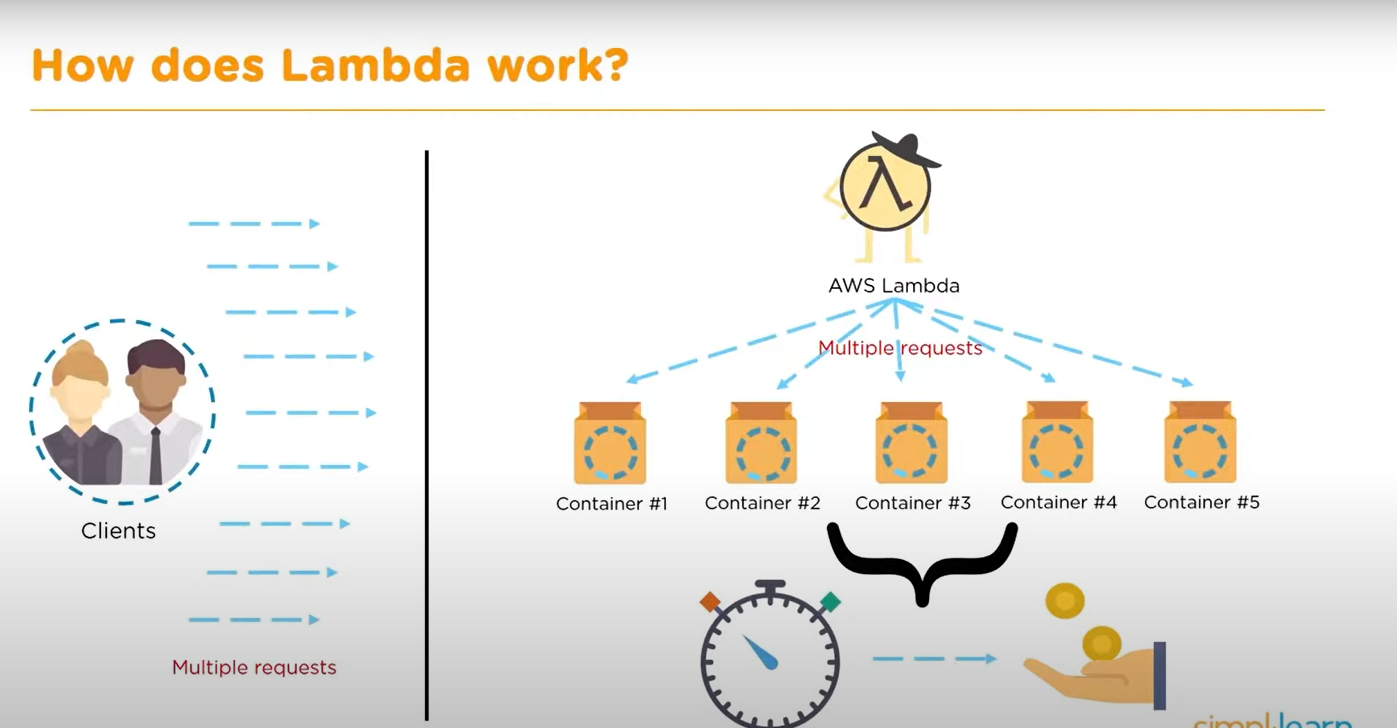 How does Lambda work?
AWS Lambda
Multiple requests
Container #1
Container #2
Container #3
Container #4
Container #5
Clients
Multiple requests
simplilearn